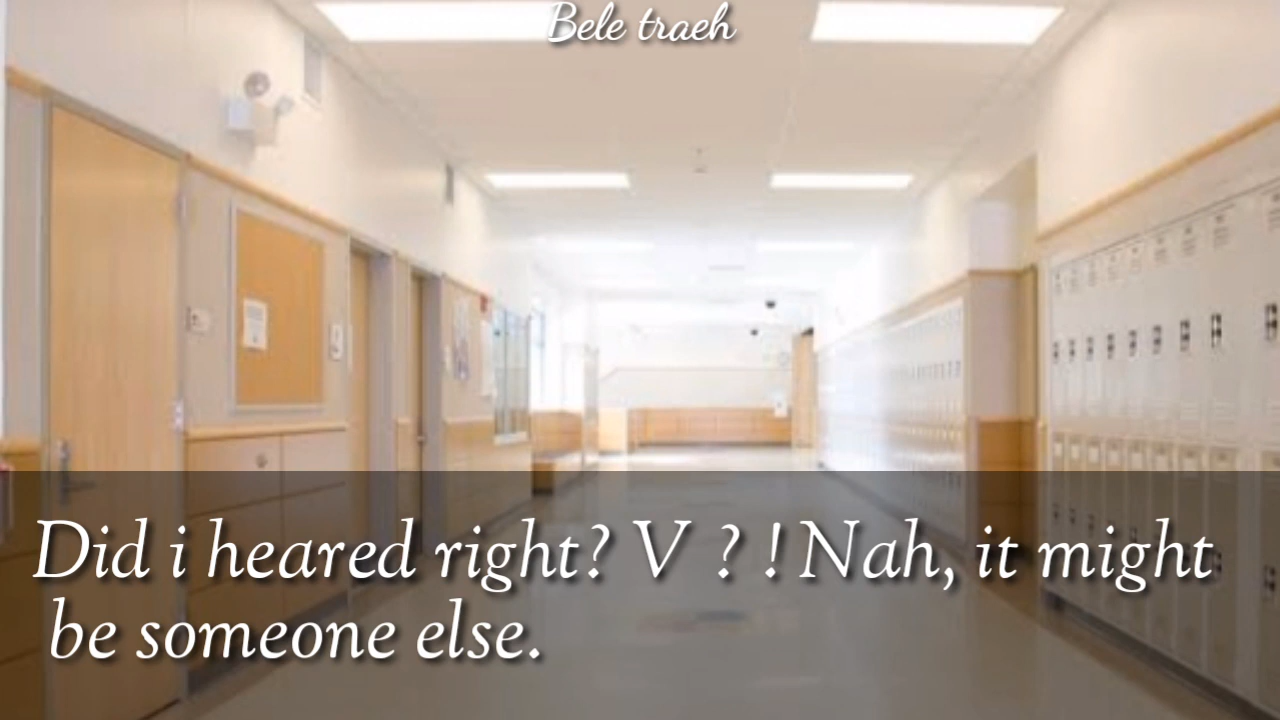 Bele traeh
Did i heared right? V ? ! Nah, it might
be someone else.